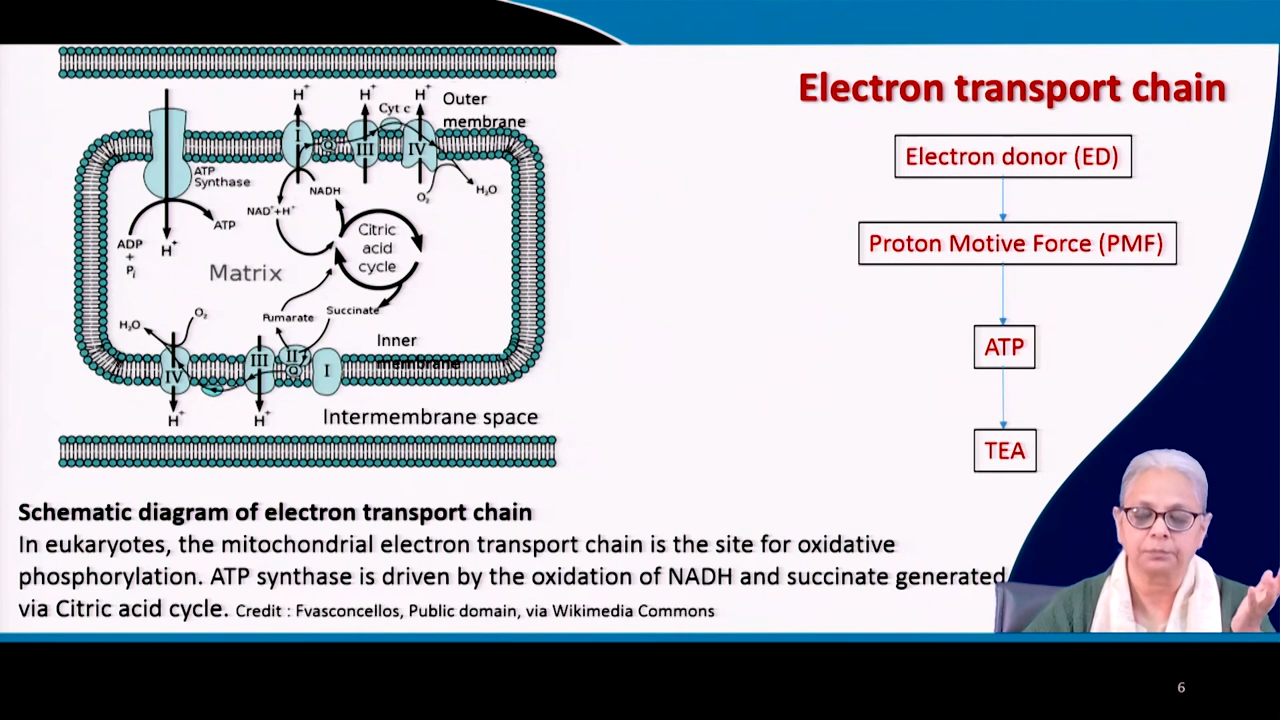 Electron transport chain
Electron donor (ED)
Proton Motive Force (PMF)
ATP
TEA
H+
H+
H+
Cyt c
Outer
membrane
I
Q
III
IV
ATP
Synthase
NADH
O₂
H₂O
NAD++H+
ATP
ADP
+
Pi
H+
Citric
acid
cycle
Matrix
Fumarate
Succinate
H₂O
O₂
Inner
membrane
IV
III
II
Q
I
H+
H+
Intermembrane space
Schematic diagram of electron transport chain
In eukaryotes, the mitochondrial electron transport chain is the site for oxidative
phosphorylation. ATP synthase is driven by the oxidation of NADH and succinate generated
via Citric acid cycle. Credit : Fvasconcellos, Public domain, via Wikimedia Commons
6